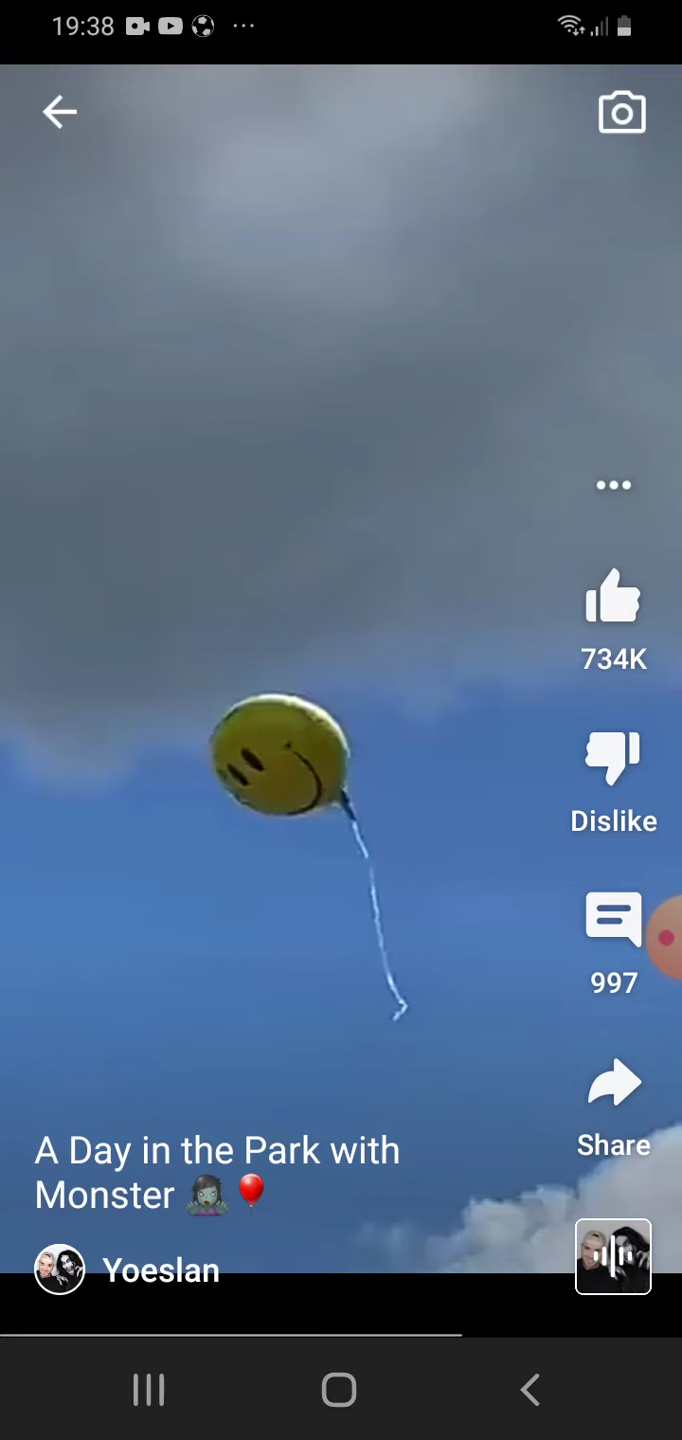 19:38
734K
Dislike
997
Share
A Day in the Park with
Monster 🧟‍♀️🎈
Yoeslan